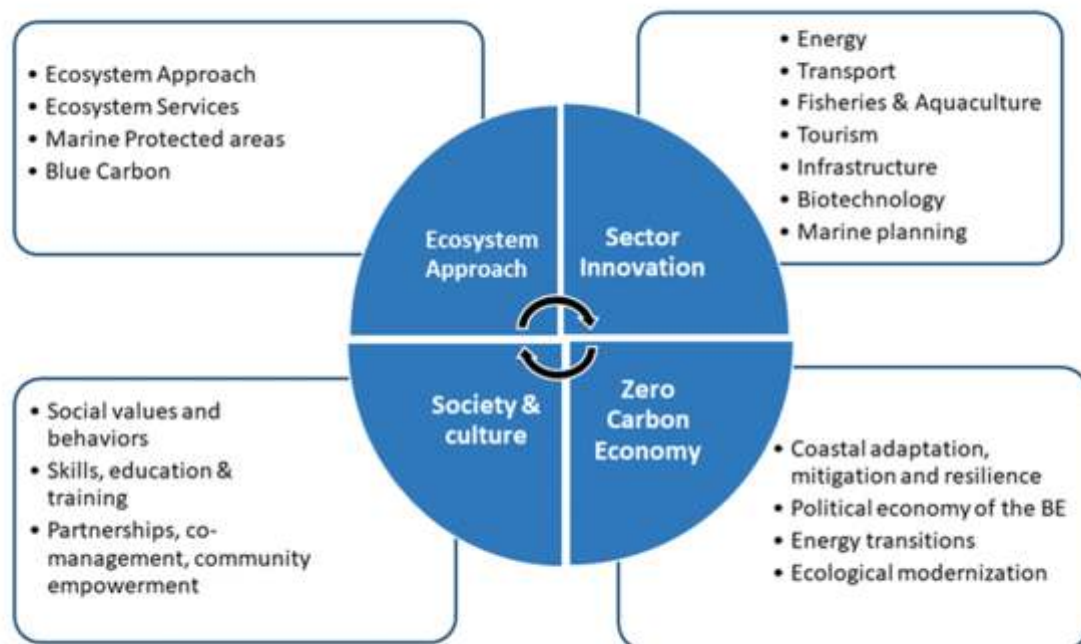 • Ecosystem Approach
• Ecosystem Services
• Marine Protected areas
• Blue Carbon
• Energy
• Transport
• Fisheries & Aquaculture
• Tourism
• Infrastructure
• Biotechnology
• Marine planning
Ecosystem
Approach
Sector
Innovation
Society &
culture
Zero
Carbon
Economy
• Social values and
behaviors
• Skills, education &
training
• Partnerships, co-
management, community
empowerment
• Coastal adaptation,
mitigation and resilience
• Political economy of the BE
• Energy transitions
• Ecological modernization